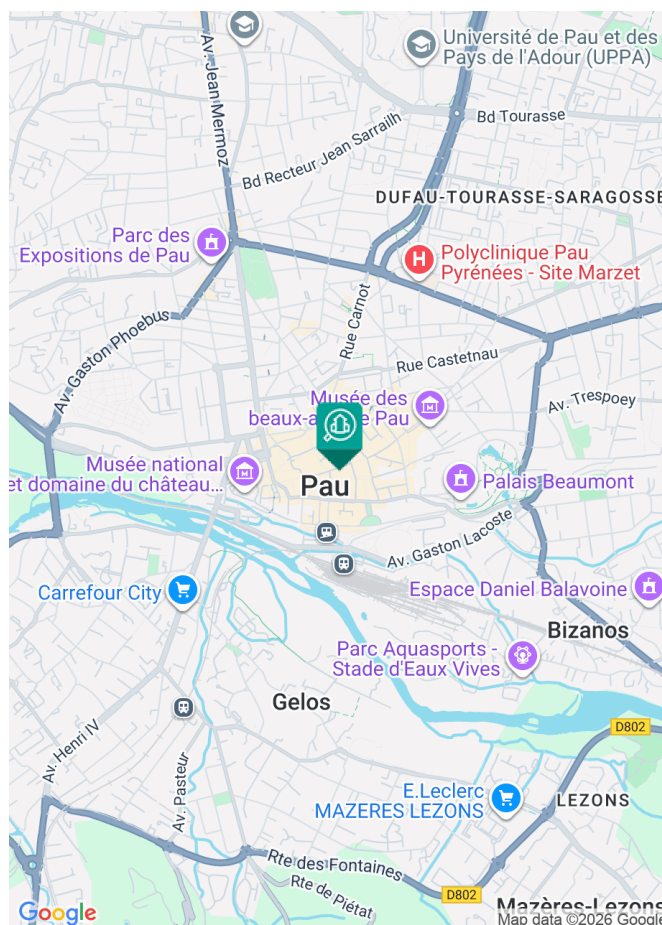 Université de Pau et des
Pays de l'Adour (UPPA)
Av. Jean Mermoz
Bd Tourasse
Bd Recteur Jean Sarrailh
DUFAU-TOURASSE-SARAGOSSE
Parc des
Expositions de Pau
H
Polyclinique Pau
Pyrénées - Site Marzet
Rue Carnot
Av. Gaston Phoebus
Rue Castetnau
Musée des
beaux-a
e Pau
Av. Trespoey
Musée national
et domaine du château...
Pau
Palais Beaumont
Av. Gaston Lacoste
Carrefour City
Espace Daniel Balavoine
Bizanos
Parc Aquasports -
Stade d'Eaux Vives
Gelos
D802
Av. Henri IV
Av. Pasteur
E.Leclerc
MAZERES LEZONS
LEZONS
Rte des Fontaines
Rte de Piétat
D802
Mazères-Lezons
Google
Map data ©2026 Google